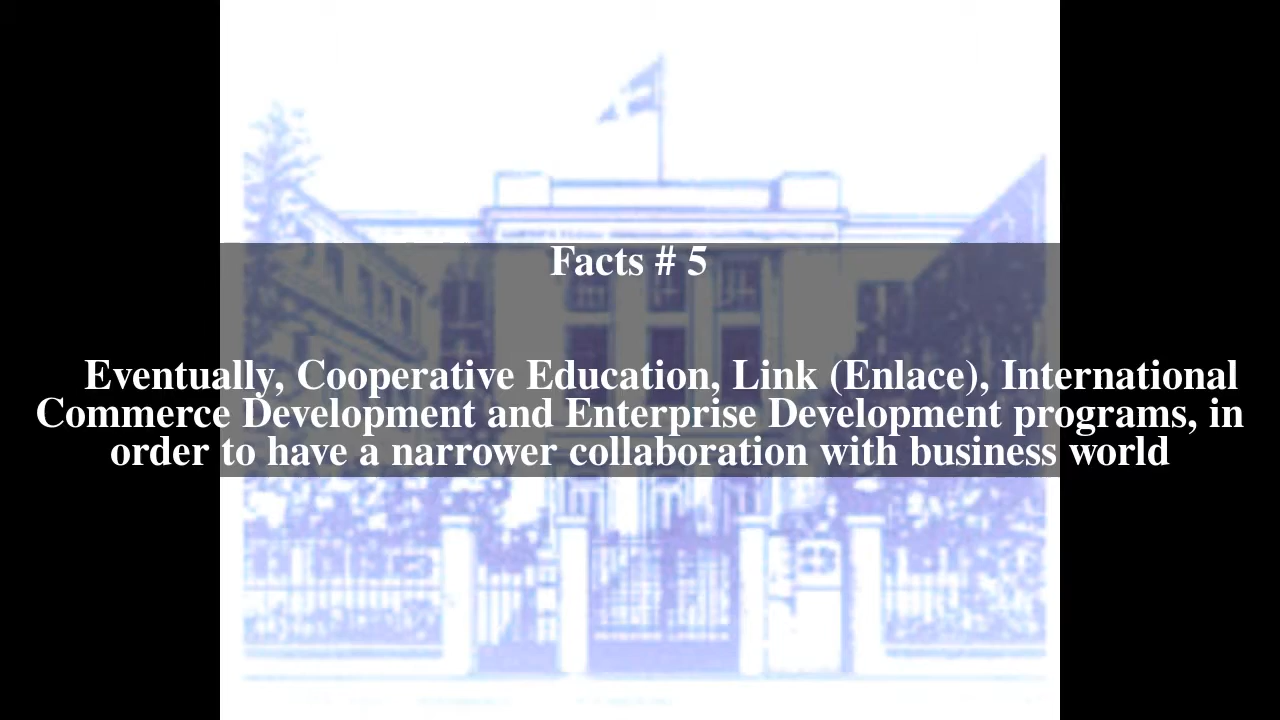 Facts # 5
Eventually, Cooperative Education, Link (Enlace), International
Commerce Development and Enterprise Development programs, in
order to have a narrower collaboration with business world